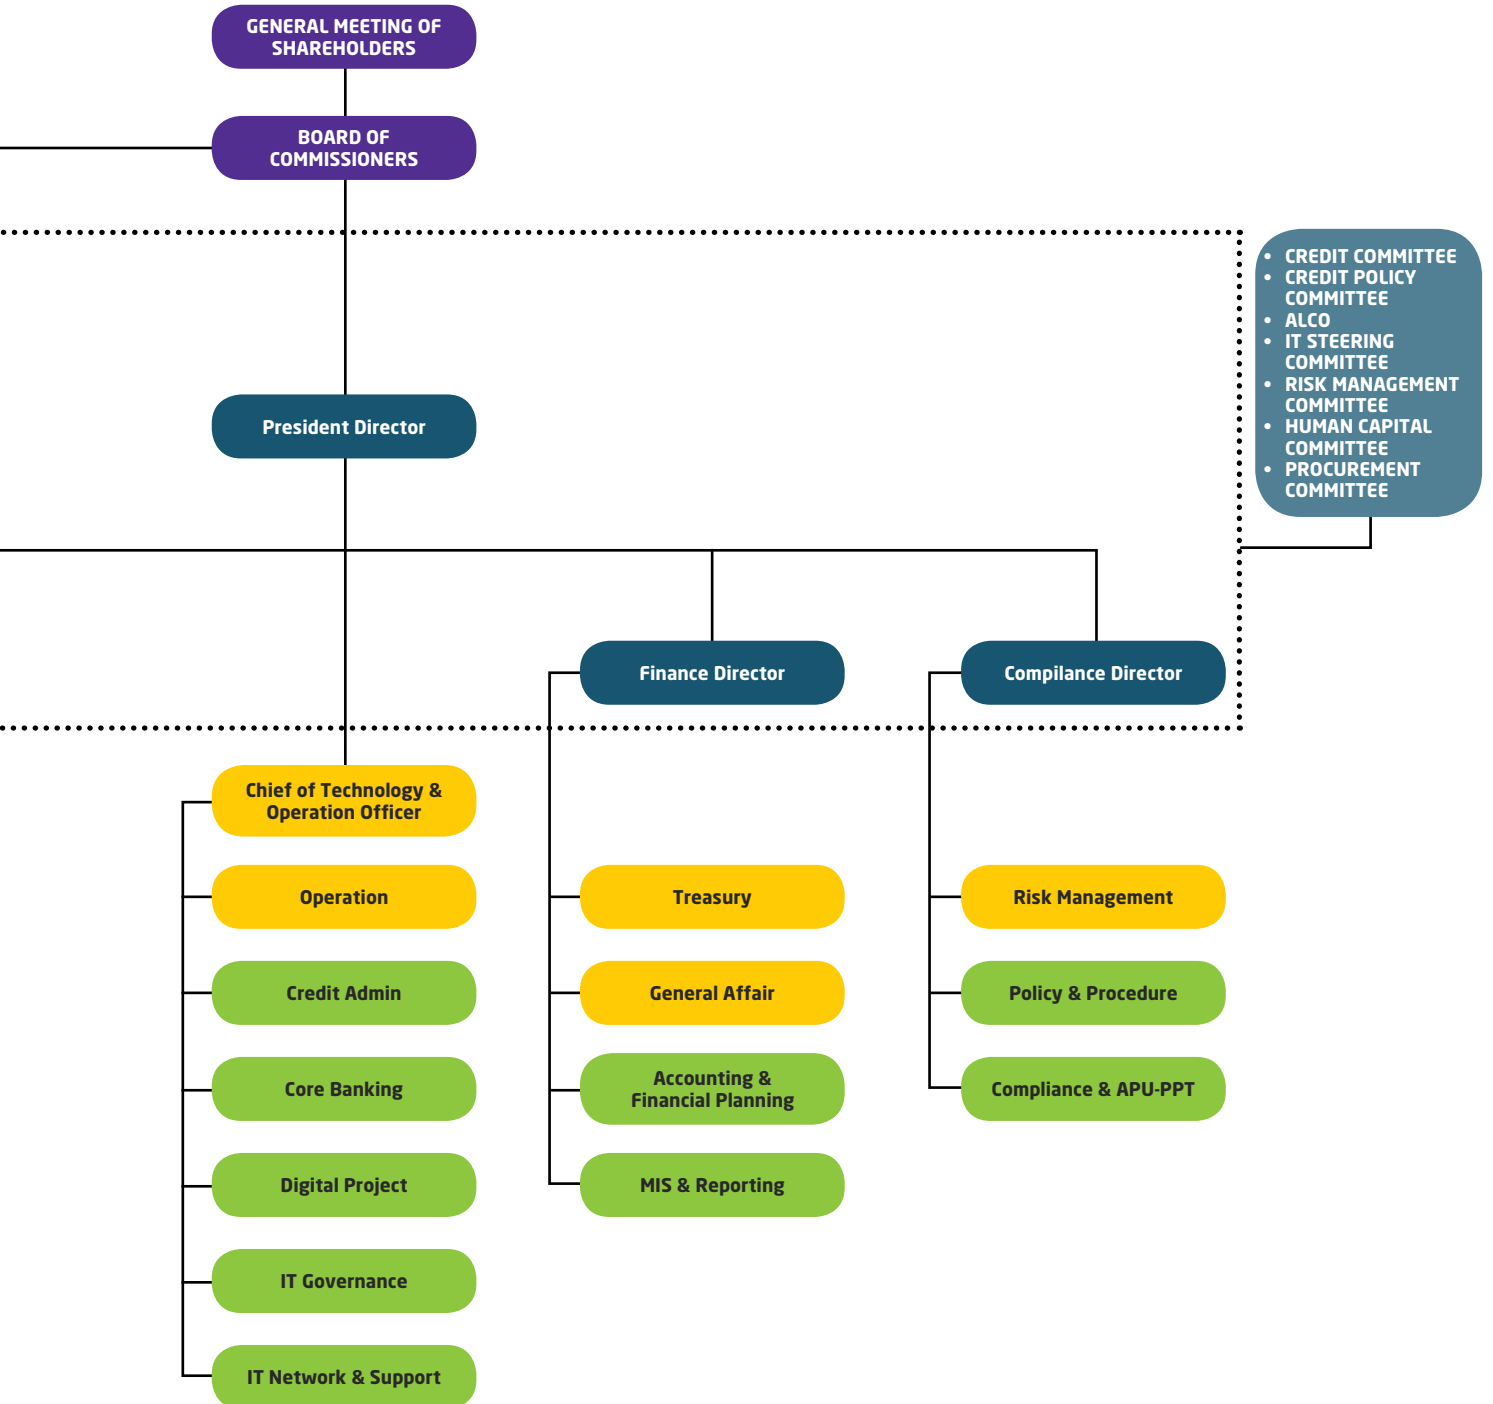 GENERAL MEETING OF
SHAREHOLDERS
BOARD OF
COMMISSIONERS
• CREDIT COMMITTEE
• CREDIT POLICY
COMMITTEE
• ALCO
• IT STEERING
COMMITTEE
• RISK MANAGEMENT
COMMITTEE
• HUMAN CAPITAL
COMMITTEE
• PROCUREMENT
COMMITTEE
President Director
Finance Director
Compilance Director
Chief of Technology &
Operation Officer
Operation
Credit Admin
Core Banking
Digital Project
IT Governance
IT Network & Support
Treasury
General Affair
Accounting &
Financial Planning
MIS & Reporting
Risk Management
Policy & Procedure
Compliance & APU-PPT